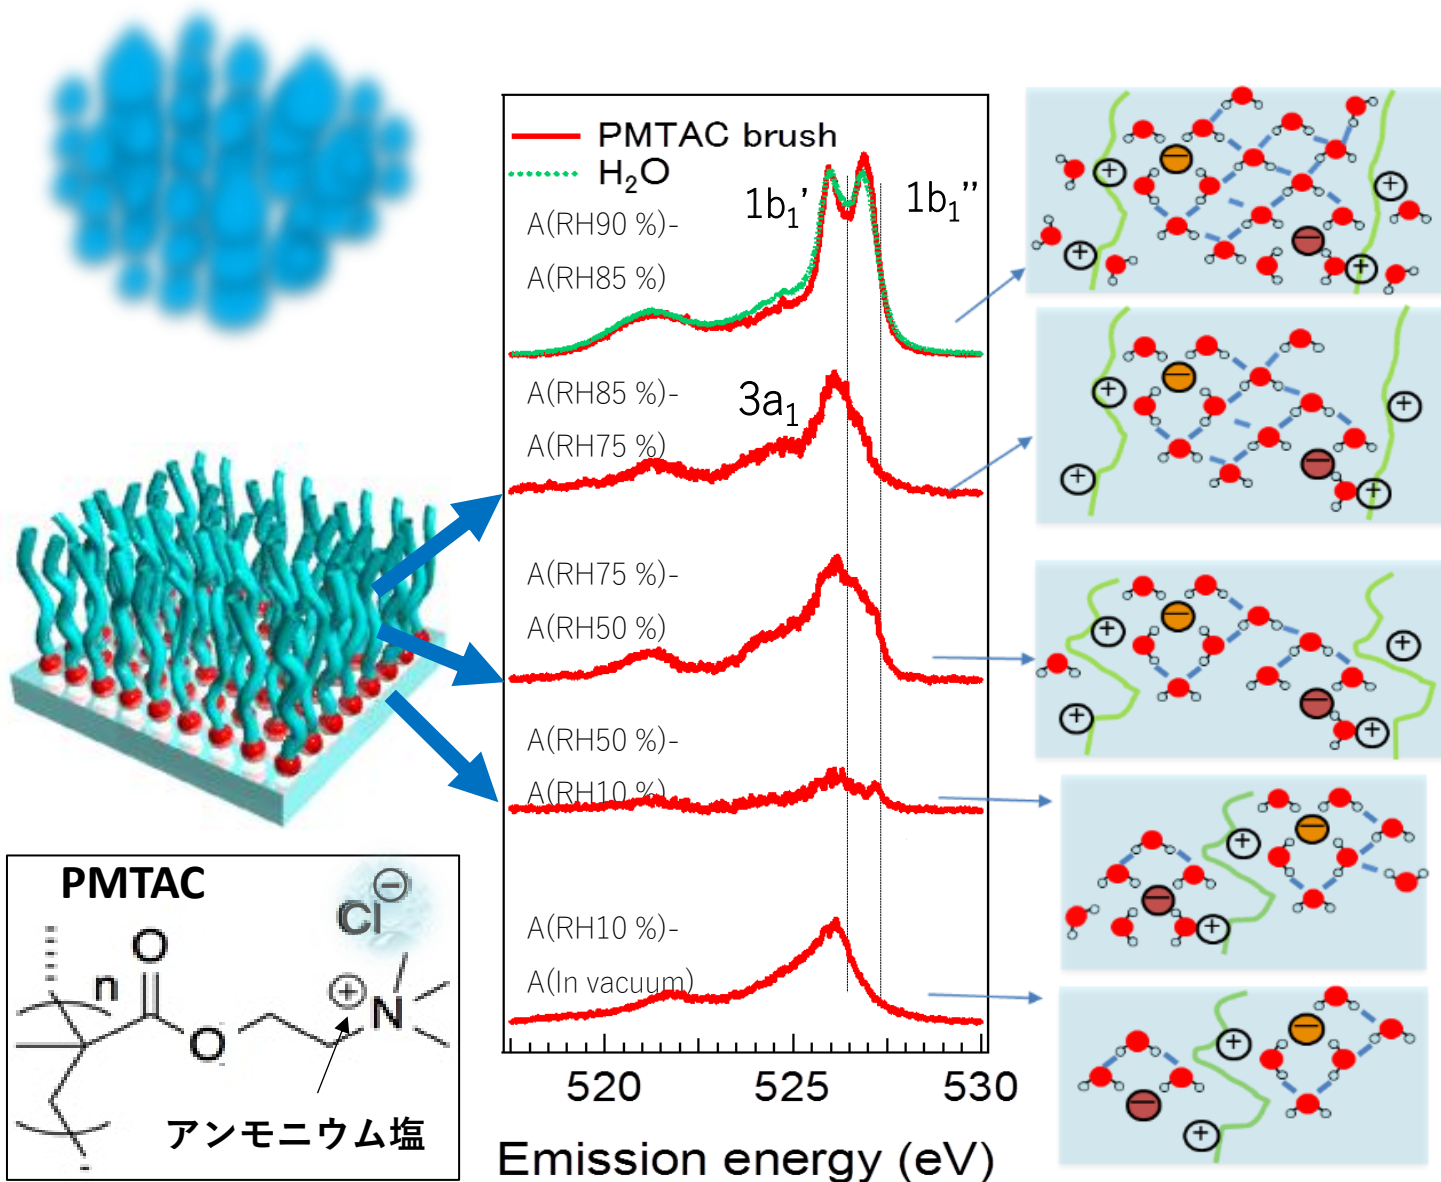 PMTAC brush
H₂O
1b₁’
1b₁”
A(RH90 %)-
A(RH85 %)
A(RH85 %)-
A(RH75 %)
3a₁
A(RH75 %)-
A(RH50 %)
A(RH50 %)-
A(RH10 %)
A(RH10 %)-
A(In vacuum)
520
525
530
Emission energy (eV)
PMTAC
Cl
−
O
n
+
N
O
アンモニウム塩
−
+
+
+
−
+
−
+
+
+
−
+
−
+
+
+
−
+
−
+
−
+
−
+
−
+